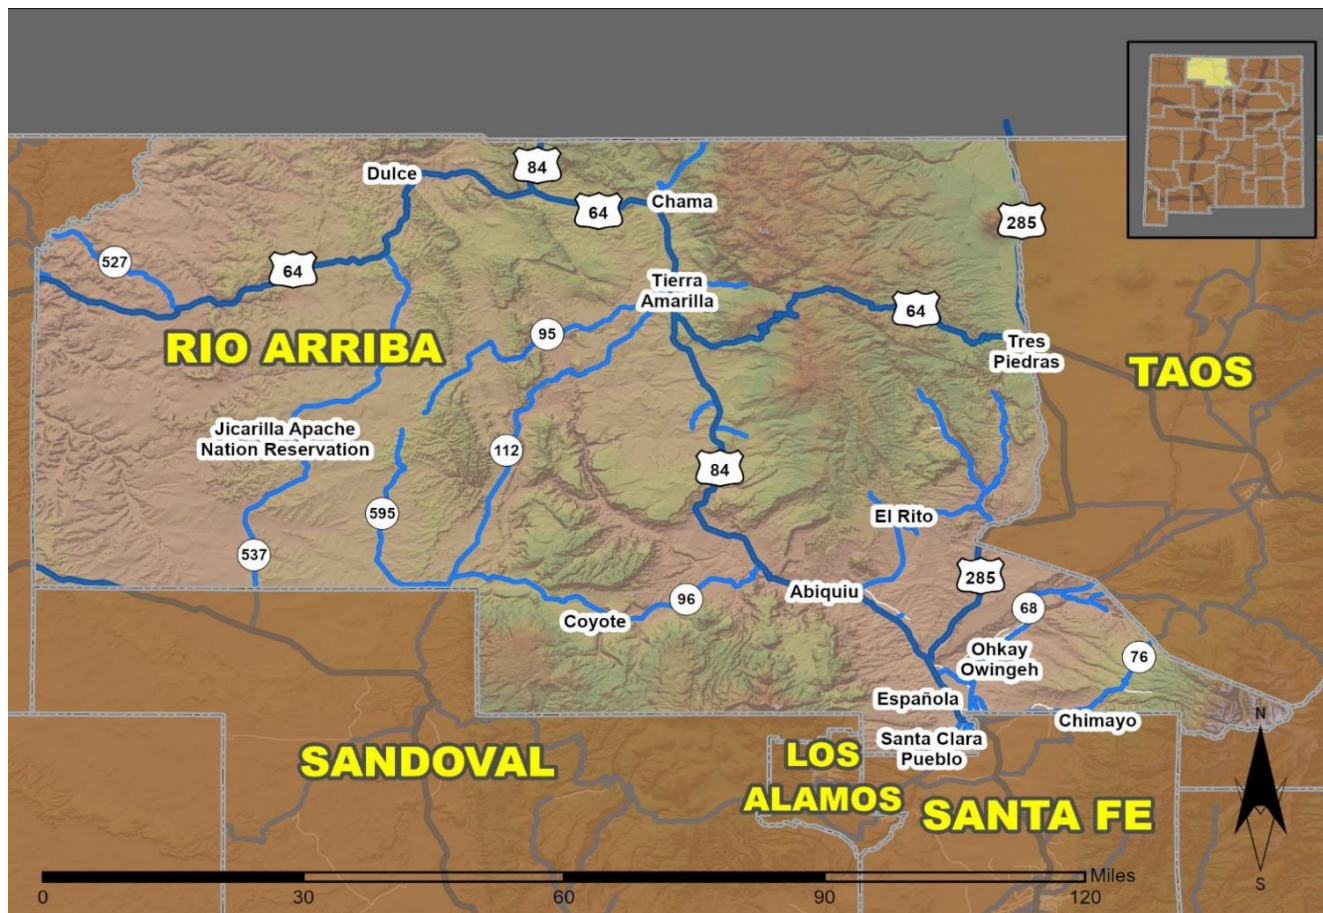 84
Dulce
Chama
64
285
527
64
Tierra
Amarilla
64
95
RIO ARRIBA
Tres
Piedras
TAOS
Jicarilla Apache
Nation Reservation
112
84
595
El Rito
537
285
Abiquiu
96
68
Coyote
Ohkay
Owingeh
76
Española
Chimayo
N
Santa Clara
Pueblo
SANDOVAL
LOS
ALAMOS
SANTA FE
Miles
0
30
60
90
120
S